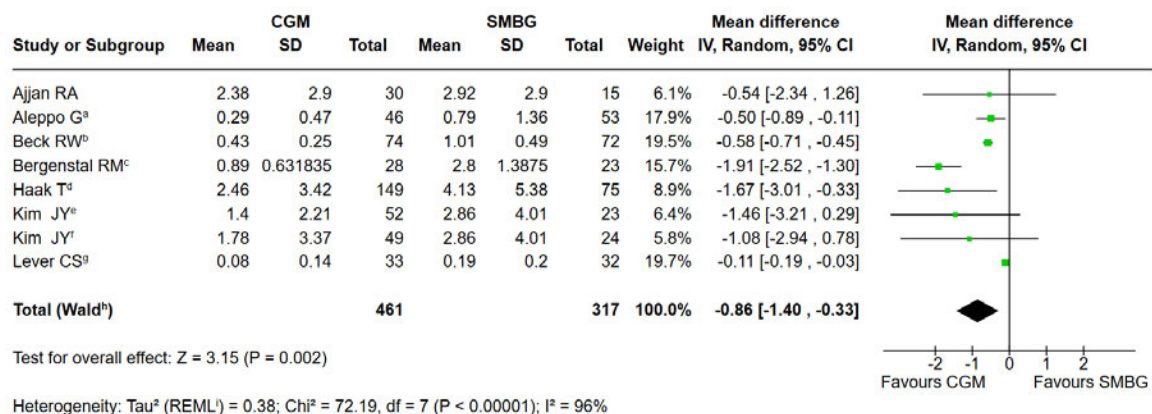 CGM SMBG Mean difference Mean difference
Study or Subgroup Mean SD Total Mean SD Total Weight IV, Random, 95% CI IV, Random, 95% CI
Ajjan RA 2.38 2.9 30 2.92 2.9 15 6.1% -0.54 [-2.34 , 1.26]
Aleppo Gᵃ 0.29 0.47 46 0.79 1.36 53 17.9% -0.50 [-0.89 , -0.11]
Beck RWᵇ 0.43 0.25 74 1.01 0.49 72 19.5% -0.58 [-0.71 , -0.45]
Bergenstal RMᶜ 0.89 0.631835 28 2.8 1.3875 23 15.7% -1.91 [-2.52 , -1.30]
Haak Tᵈ 2.46 3.42 149 4.13 5.38 75 8.9% -1.67 [-3.01 , -0.33]
Kim JYᵉ 1.4 2.21 52 2.86 4.01 23 6.4% -1.46 [-3.21 , 0.29]
Kim JYᶠ 1.78 3.37 49 2.86 4.01 24 5.8% -1.08 [-2.94 , 0.78]
Lever CSᵍ 0.08 0.14 33 0.19 0.2 32 19.7% -0.11 [-0.19 , -0.03]
Total (Waldʰ) 461 317 100.0% -0.86 [-1.40 , -0.33]
Test for overall effect: Z = 3.15 (P = 0.002)
-2 -1 0 1 2
Favours CGM Favours SMBG
Heterogeneity: Tau² (REMLⁱ) = 0.38; Chi² = 72.19, df = 7 (P < 0.00001); I² = 96%